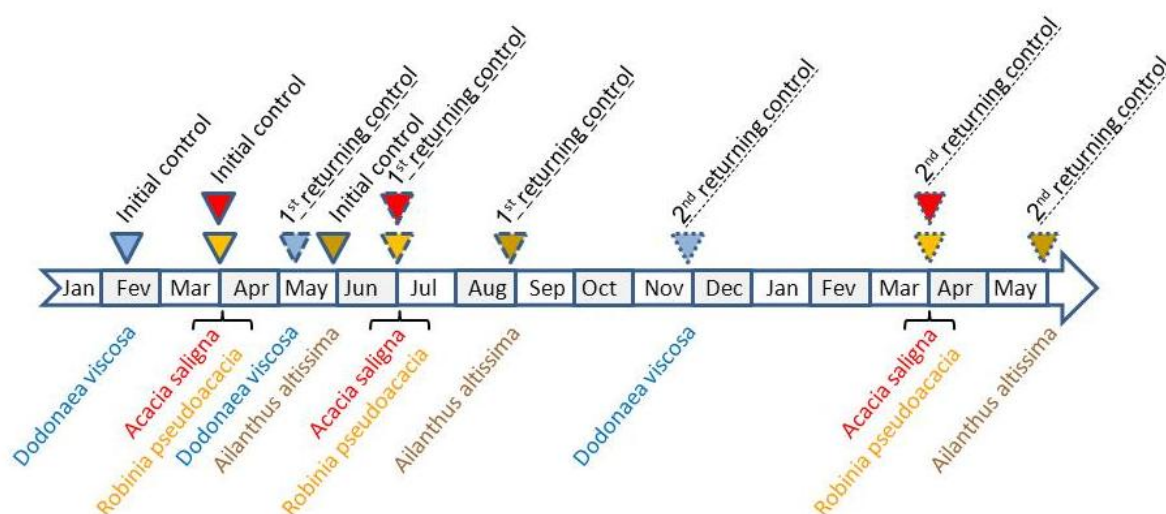 Initial control
Initial control
1st returning control
Initial control
1st returning control
1st returning control
2nd returning control
2nd returning control
2nd returning control
Jan Fev Mar Apr May Jun Jul Aug Sep Oct Nov Dec Jan Fev Mar Apr May
Dodonaea viscosa
Acacia saligna
Robinia pseudoacacia
Dodonaea viscosa
Ailanthus altissima
Acacia saligna
Robinia pseudoacacia
Ailanthus altissima
Dodonaea viscosa
Acacia saligna
Robinia pseudoacacia
Ailanthus altissima